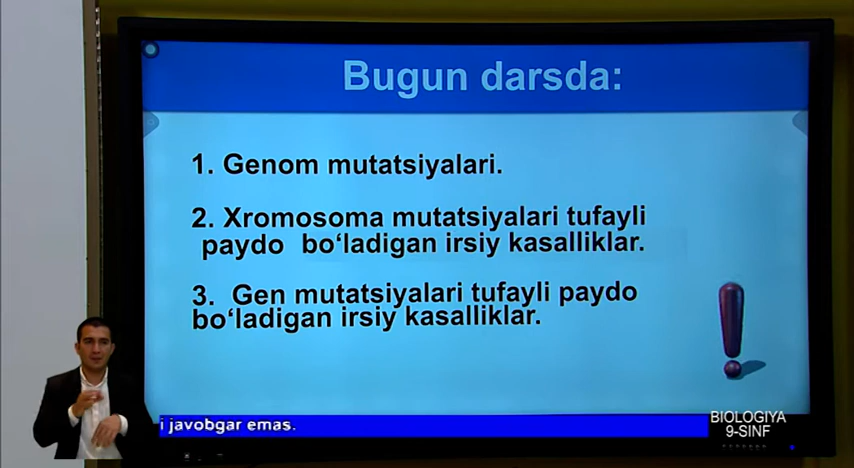 Bugun darsda:
1. Genom mutatsiyalari.
2. Xromosoma mutatsiyalari tufayli
paydo bo‘ladigan irsiy kasalliklar.
3. Gen mutatsiyalari tufayli paydo
bo‘ladigan irsiy kasalliklar.
i javobgar emas.
BIOLOGIYA
9-SINF